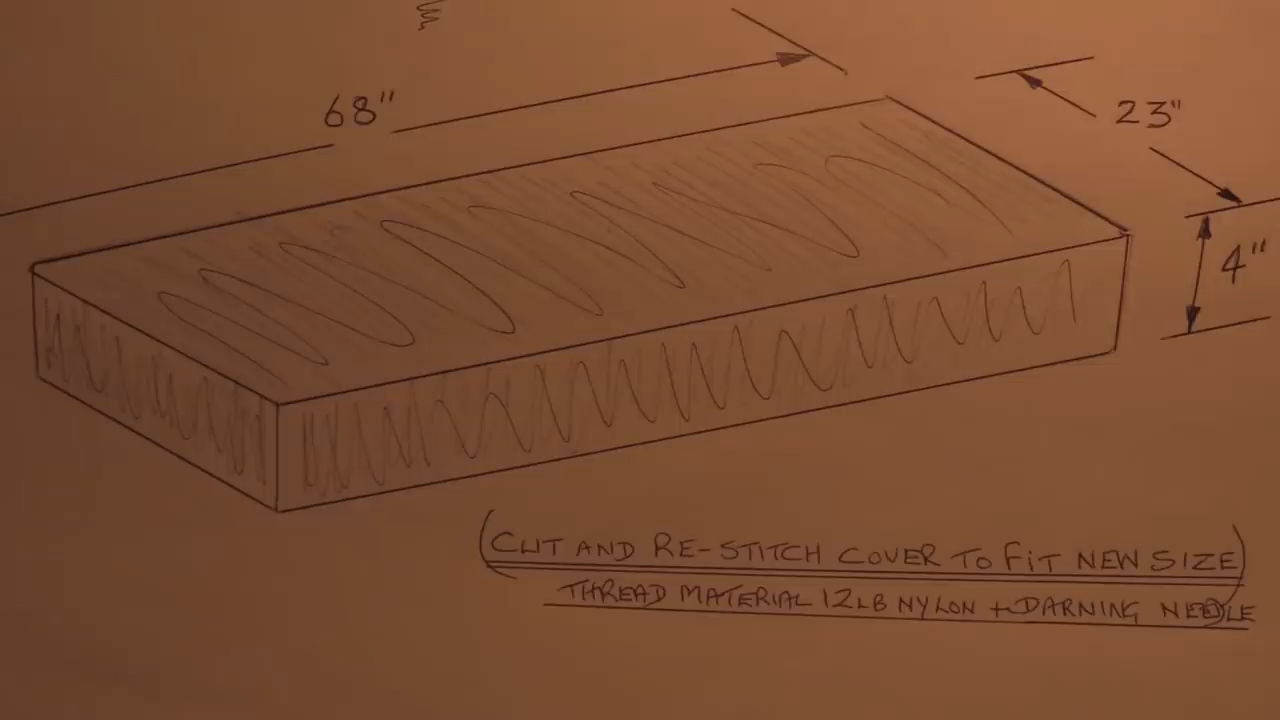 68"
23"
4"
(CUT AND RE-STITCH COVER TO FIT NEW SIZE)
THREAD MATERIAL 12LB NYLON + DARNING NEEDLE